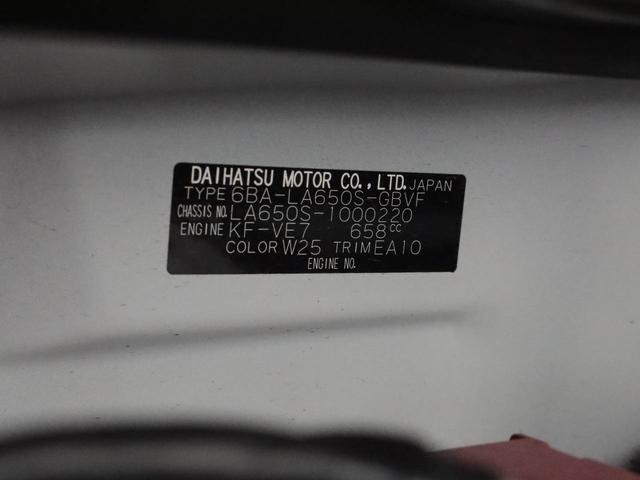 DAIHATSU MOTOR CO., LTD. JAPAN
TYPE 6BA-LA650S-GBVF
CHASSIS NO. LA650S-1000220
ENGINE KF-VE7 658CC
COLOR W25 TRIM EA10
ENGINE NO.